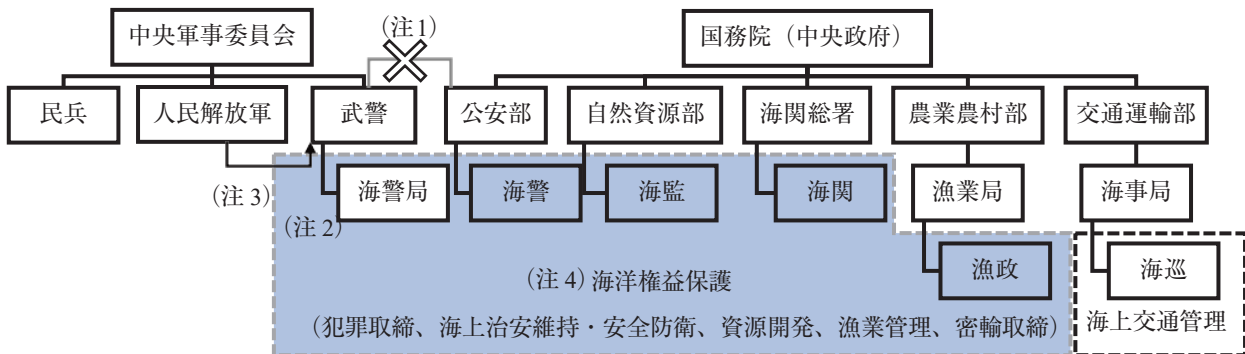 中央軍事委員会
(注1)
国務院（中央政府）
民兵
人民解放軍
武警
公安部
自然資源部
海関総署
農業農村部
交通運輸部
(注3)
海警局
海警
海監
海関
漁業局
海事局
(注2)
漁政
海巡
(注4)海洋権益保護
(犯罪取締、海上治安維持・安全防衛、資源開発、漁業管理、密輸取締)
海上交通管理